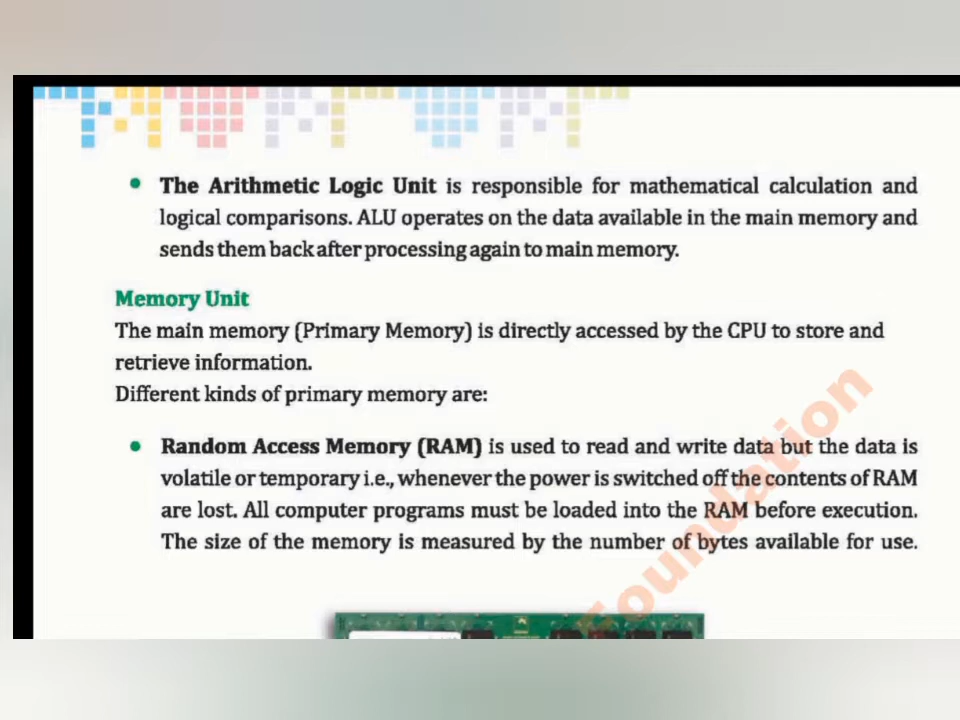 The Arithmetic Logic Unit is responsible for mathematical calculation and
logical comparisons. ALU operates on the data available in the main memory and
sends them back after processing again to main memory.
Memory Unit
The main memory (Primary Memory) is directly accessed by the CPU to store and
retrieve information.
Different kinds of primary memory are:
Random Access Memory (RAM) is used to read and write data but the data is
volatile or temporary i.e., whenever the power is switched off the contents of RAM
are lost. All computer programs must be loaded into the RAM before execution.
The size of the memory is measured by the number of bytes available for use.
Foundation